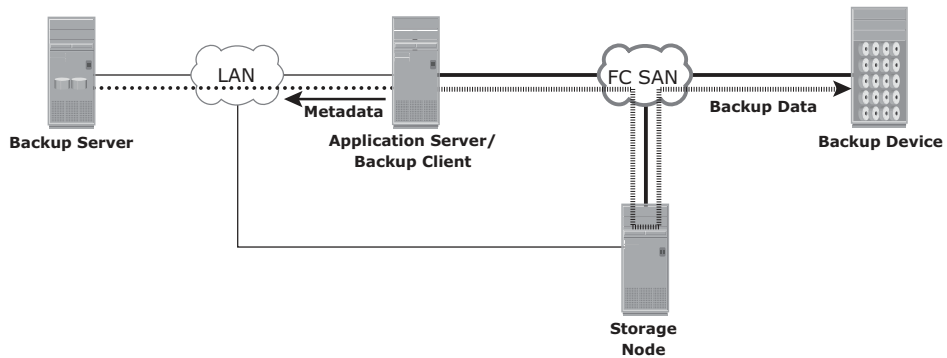 LAN
FC SAN
Metadata
Backup Data
Backup Server
Application Server/
Backup Client
Backup Device
Storage
Node